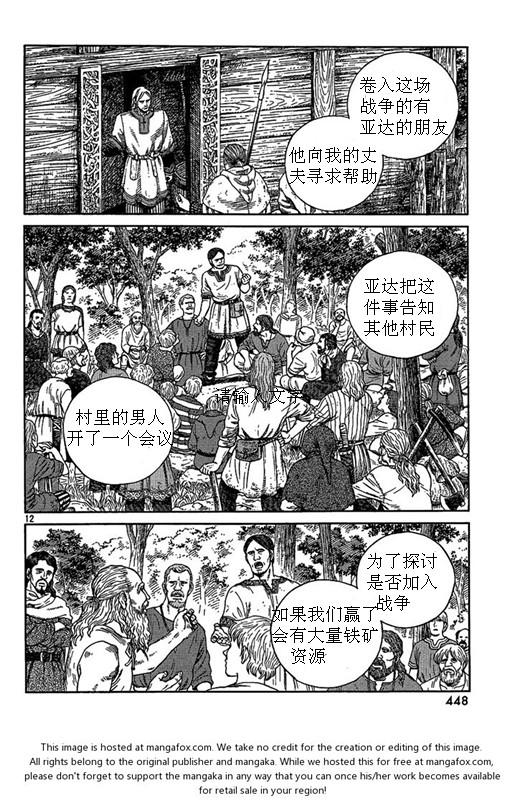 卷入这场
战争的有
亚达的朋友
他向我的丈
夫寻求帮助
亚达把这
件事告知
其他村民
请输入文字
村里的男人
开了一个会议
12
为了探讨
是否加入
战争
如果我们赢了
会有大量铁矿
资源
448
This image is hosted at mangafox.com. We take no credit for the creation or editing of this image.
All rights belong to the original publisher and mangaka. While we hosted this for free at mangafox.com,
please don't forget to support the mangaka in any way that you can once his/her work becomes available
for retail sale in your region!